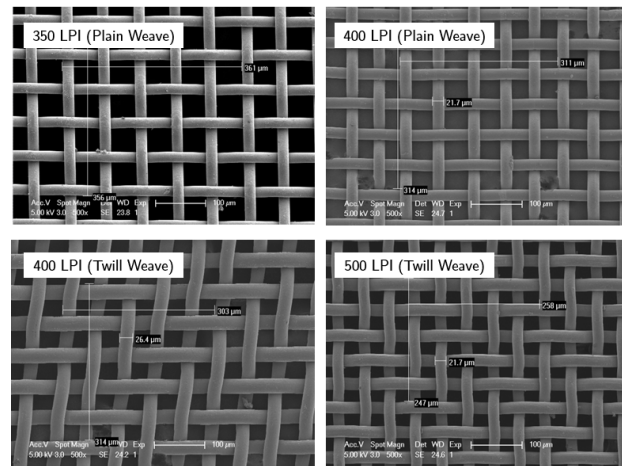 350 LPI (Plain Weave)
361 µm
356 µm
Acc.V Spot Magn Det WD Exp
5.00 kV 3.0 500x SE 23.8 1
100 µm
400 LPI (Plain Weave)
311 µm
21.7 µm
314 µm
Acc.V Spot Magn Det WD Exp
5.00 kV 3.0 500x SE 24.7 1
100 µm
400 LPI (Twill Weave)
303 µm
26.4 µm
314 µm
Acc.V Spot Magn WD Exp
5.00 kV 3.0 500x SE 24.2 1
100 µm
500 LPI (Twill Weave)
258 µm
21.7 µm
247 µm
Acc.V Spot Magn Det WD Exp
5.00 kV 3.0 500x SE 24.6 1
100 µm